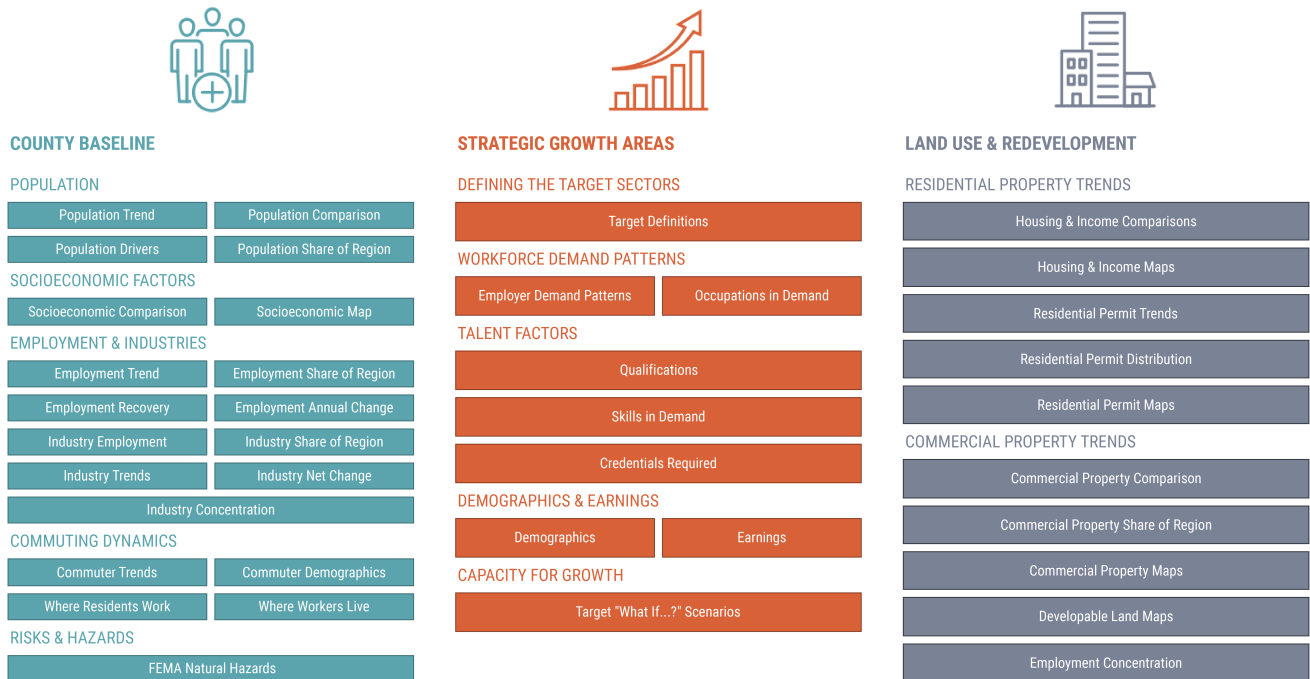 COUNTY BASELINE
POPULATION
Population Trend
Population Comparison
Population Drivers
Population Share of Region
SOCIOECONOMIC FACTORS
Socioeconomic Comparison
Socioeconomic Map
EMPLOYMENT & INDUSTRIES
Employment Trend
Employment Share of Region
Employment Recovery
Employment Annual Change
Industry Employment
Industry Share of Region
Industry Trends
Industry Net Change
Industry Concentration
COMMUTING DYNAMICS
Commuter Trends
Commuter Demographics
Where Residents Work
Where Workers Live
RISKS & HAZARDS
FEMA Natural Hazards
STRATEGIC GROWTH AREAS
DEFINING THE TARGET SECTORS
Target Definitions
WORKFORCE DEMAND PATTERNS
Employer Demand Patterns
Occupations in Demand
TALENT FACTORS
Qualifications
Skills in Demand
Credentials Required
DEMOGRAPHICS & EARNINGS
Demographics
Earnings
CAPACITY FOR GROWTH
Target "What If...?" Scenarios
LAND USE & REDEVELOPMENT
RESIDENTIAL PROPERTY TRENDS
Housing & Income Comparisons
Housing & Income Maps
Residential Permit Trends
Residential Permit Distribution
Residential Permit Maps
COMMERCIAL PROPERTY TRENDS
Commercial Property Comparison
Commercial Property Share of Region
Commercial Property Maps
Developable Land Maps
Employment Concentration